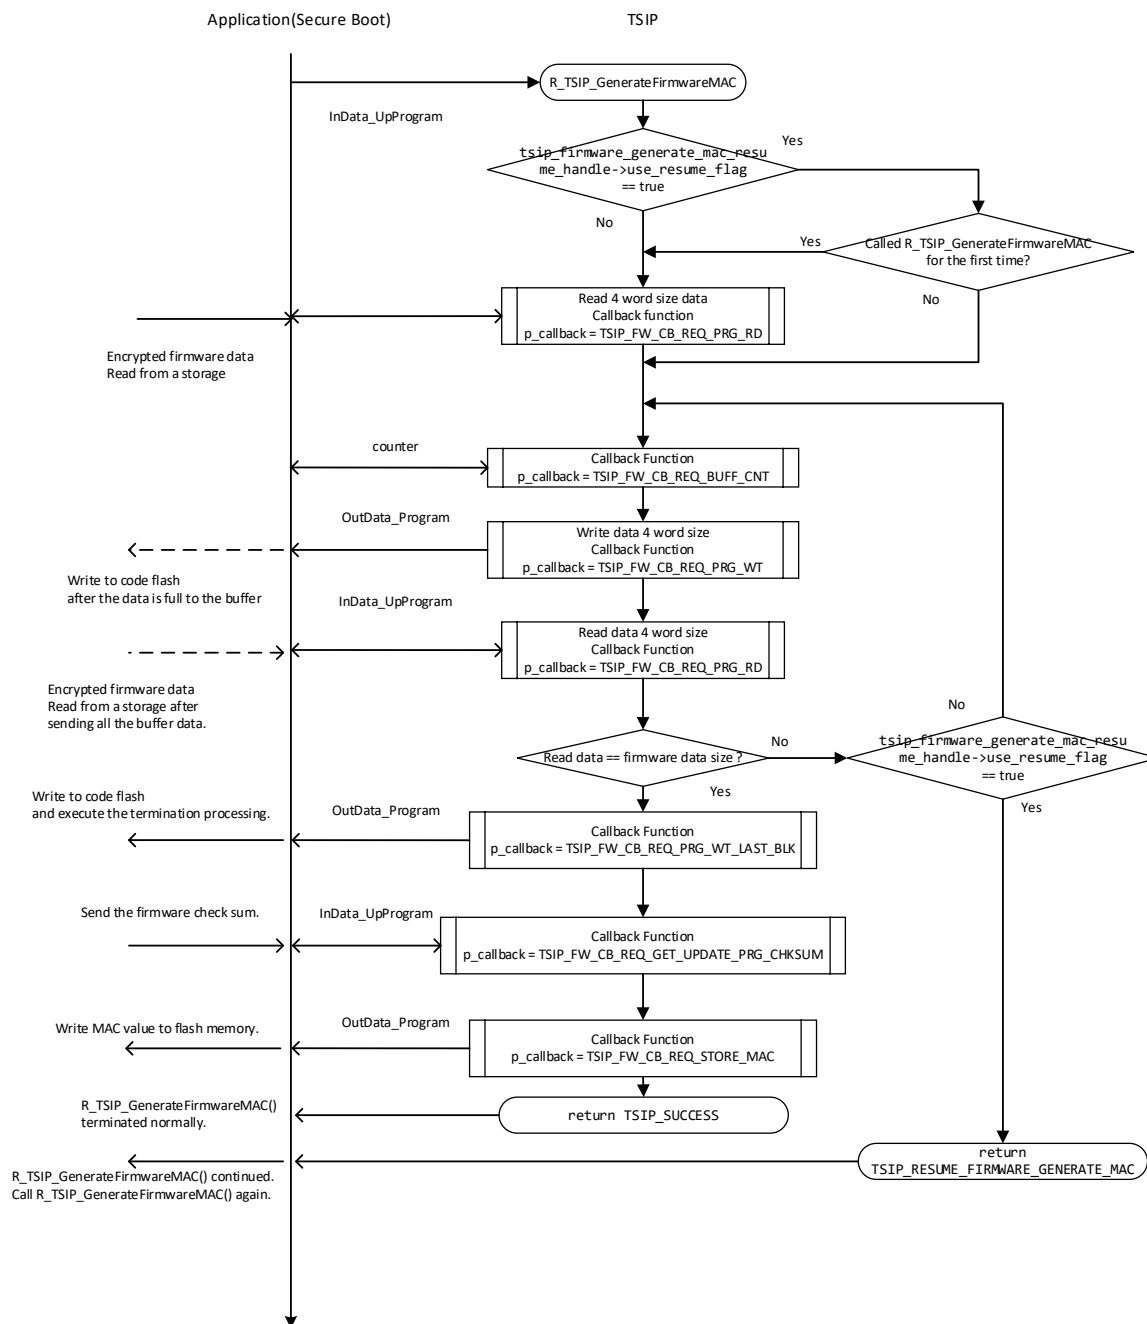 Application(Secure Boot)
TSIP
R_TSIP_GenerateFirmwareMAC
InData_UpProgram
Yes
tsip_firmware_generate_mac_resu
me_handle->use_resume_flag
== true
No
Yes
Called R_TSIP_GenerateFirmwareMAC
for the first time?
No
Read 4 word size data
Callback function
p_callback = TSIP_FW_CB_REQ_PRG_RD
Encrypted firmware data
Read from a storage
counter
Callback Function
p_callback = TSIP_FW_CB_REQ_BUFF_CNT
OutData_Program
Write data 4 word size
Callback Function
p_callback = TSIP_FW_CB_REQ_PRG_WT
Write to code flash
after the data is full to the buffer
InData_UpProgram
Read data 4 word size
Callback Function
p_callback = TSIP_FW_CB_REQ_PRG_RD
Encrypted firmware data
Read from a storage after
sending all the buffer data.
No
Read data == firmware data size ?
No
tsip_firmware_generate_mac_resu
me_handle->use_resume_flag
== true
Yes
Yes
Write to code flash
and execute the termination processing.
OutData_Program
Callback Function
p_callback = TSIP_FW_CB_REQ_PRG_WT_LAST_BLK
Send the firmware check sum.
InData_UpProgram
Callback Function
p_callback = TSIP_FW_CB_REQ_GET_UPDATE_PRG_CHKSUM
Write MAC value to flash memory.
OutData_Program
Callback Function
p_callback = TSIP_FW_CB_REQ_STORE_MAC
R_TSIP_GenerateFirmwareMAC()
terminated normally.
return TSIP_SUCCESS
return
TSIP_RESUME_FIRMWARE_GENERATE_MAC
R_TSIP_GenerateFirmwareMAC() continued.
Call R_TSIP_GenerateFirmwareMAC() again.